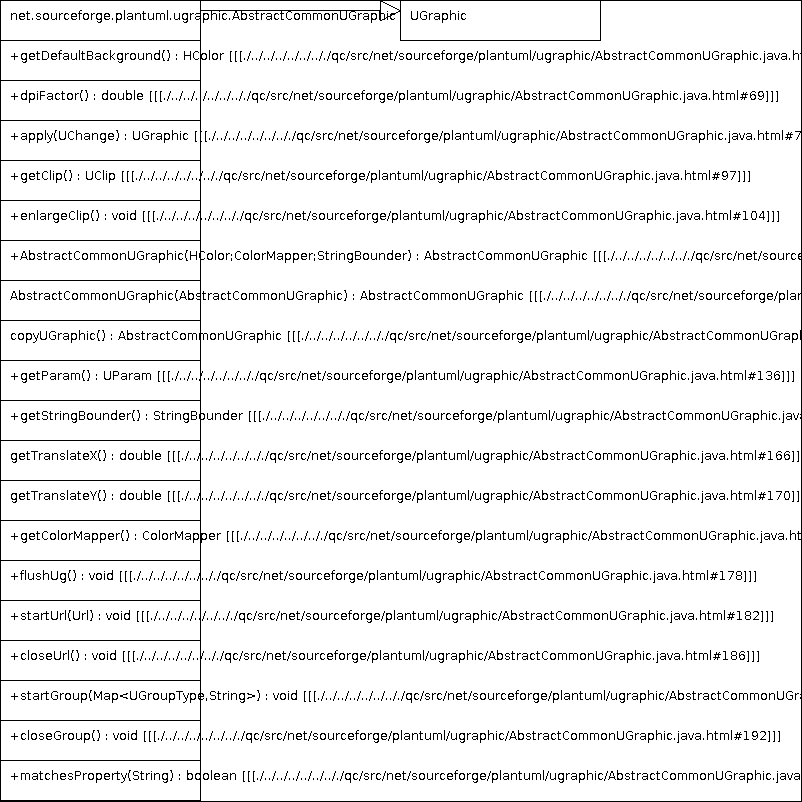 net.sourceforge.plantuml.ugraphic.AbstractCommonUGraphic UGraphic
+getDefaultBackground() : HColor [[[./../../../../../../qc/src/net/sourceforge/plantuml/ugraphic/AbstractCommonUGraphic.java.h
+dpiFactor() : double [[[./../../../../../../qc/src/net/sourceforge/plantuml/ugraphic/AbstractCommonUGraphic.java.html#69]]]
+apply(UChange) : UGraphic [[[./../../../../../../qc/src/net/sourceforge/plantuml/ugraphic/AbstractCommonUGraphic.java.html#7
+getClip() : UClip [[[./../../../../../../qc/src/net/sourceforge/plantuml/ugraphic/AbstractCommonUGraphic.java.html#97]]]
+enlargeClip() : void [[[./../../../../../../qc/src/net/sourceforge/plantuml/ugraphic/AbstractCommonUGraphic.java.html#104]]]
+AbstractCommonUGraphic(HColor;ColorMapper;StringBounder) : AbstractCommonUGraphic [[[./../../../../../../qc/src/net/source
AbstractCommonUGraphic(AbstractCommonUGraphic) : AbstractCommonUGraphic [[[./../../../../../../qc/src/net/sourceforge/plan
copyUGraphic() : AbstractCommonUGraphic [[[./../../../../../../qc/src/net/sourceforge/plantuml/ugraphic/AbstractCommonUGrap
+getParam() : UParam [[[./../../../../../../qc/src/net/sourceforge/plantuml/ugraphic/AbstractCommonUGraphic.java.html#136]]]
+getStringBounder() : StringBounder [[[./../../../../../../qc/src/net/sourceforge/plantuml/ugraphic/AbstractCommonUGraphic.java
getTranslateX() : double [[[./../../../../../../qc/src/net/sourceforge/plantuml/ugraphic/AbstractCommonUGraphic.java.html#166]]
getTranslateY() : double [[[./../../../../../../qc/src/net/sourceforge/plantuml/ugraphic/AbstractCommonUGraphic.java.html#170]]
+getColorMapper() : ColorMapper [[[./../../../../../../qc/src/net/sourceforge/plantuml/ugraphic/AbstractCommonUGraphic.java.ht
+flushUg() : void [[[./../../../../../../qc/src/net/sourceforge/plantuml/ugraphic/AbstractCommonUGraphic.java.html#178]]]
+startUrl(Url) : void [[[./../../../../../../qc/src/net/sourceforge/plantuml/ugraphic/AbstractCommonUGraphic.java.html#182]]]
+closeUrl() : void [[[./../../../../../../qc/src/net/sourceforge/plantuml/ugraphic/AbstractCommonUGraphic.java.html#186]]]
+startGroup(Map<UGroupType,String>) : void [[[./../../../../../../qc/src/net/sourceforge/plantuml/ugraphic/AbstractCommonUGra
+closeGroup() : void [[[./../../../../../../qc/src/net/sourceforge/plantuml/ugraphic/AbstractCommonUGraphic.java.html#192]]]
+matchesProperty(String) : boolean [[[./../../../../../../qc/src/net/sourceforge/plantuml/ugraphic/AbstractCommonUGraphic.java